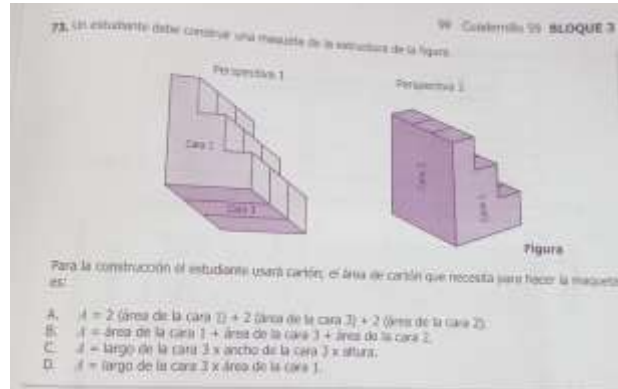 99 Cuadernillo 99 BLOQUE 3
73. Un estudiante debe construir una maqueta de la estructura de la figura.
Perspectiva 1
Perspectiva 2
Cara 1
Cara 3
Cara 2
Cara 1
Figura
Para la construcción el estudiante usará cartón; el área de cartón que necesita para hacer la maqueta
es:
A. A = 2 (área de la cara 1) + 2 (área de la cara 3) + 2 (área de la cara 2).
B. A = área de la cara 1 + área de la cara 3 + área de la cara 2.
C. A = largo de la cara 3 x ancho de la cara 3 x altura.
D. A = largo de la cara 3 x área de la cara 1.